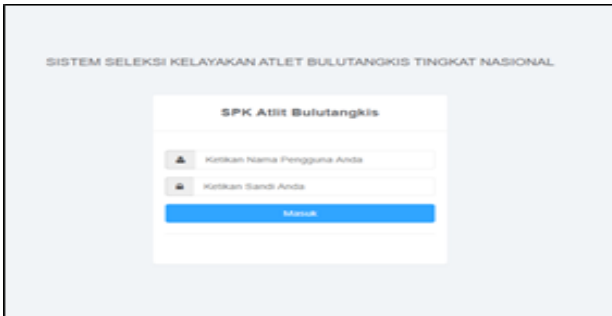 SISTEM SELEKSI KELAYAKAN ATLET BULUTANGKIS TINGKAT NASIONAL
SPK Atlit Bulutangkis
Ketikan Nama Pengguna Anda
Ketikan Sandi Anda
Masuk